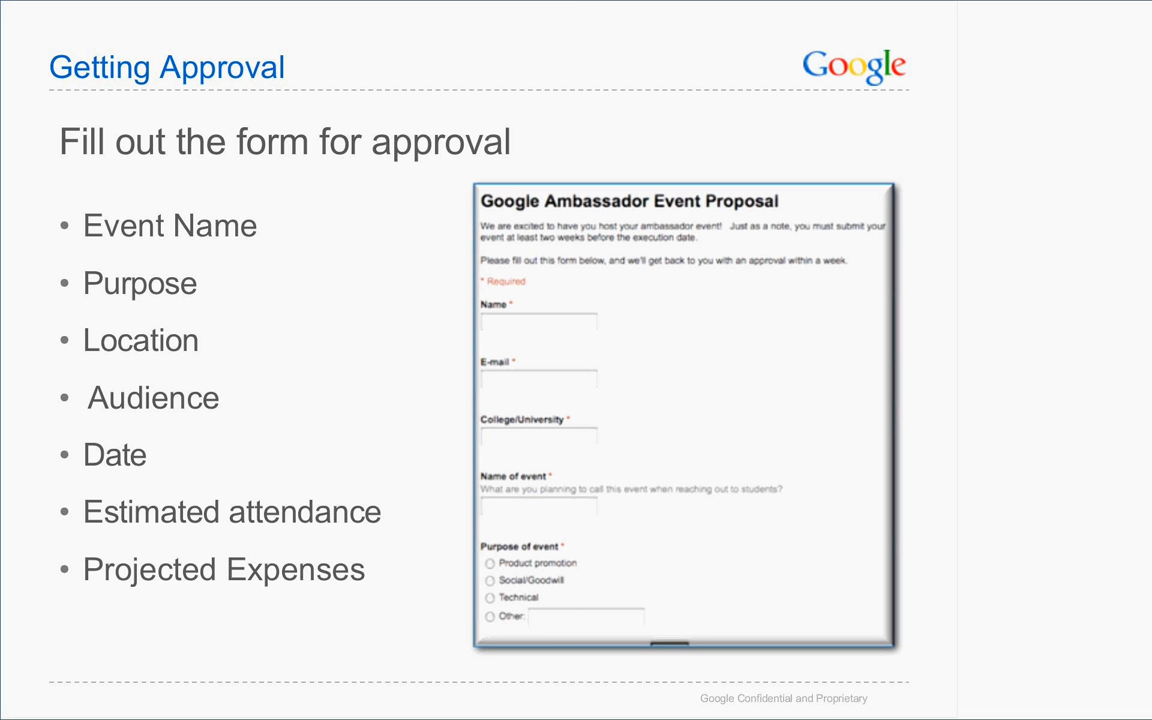 Getting Approval
Google
Fill out the form for approval
• Event Name
• Purpose
• Location
• Audience
• Date
• Estimated attendance
• Projected Expenses
Google Ambassador Event Proposal
We are excited to have you host your ambassador event! Just as a note, you must submit your
event at least two weeks before the execution date.
Please fill out this form below, and we'll get back to you with an approval within a week.
* Required
Name *
E-mail *
College/University *
Name of event *
What are you planning to call this event when reaching out to students?
Purpose of event *
Product promotion
Social/Goodwill
Technical
Other:
Google Confidential and Proprietary